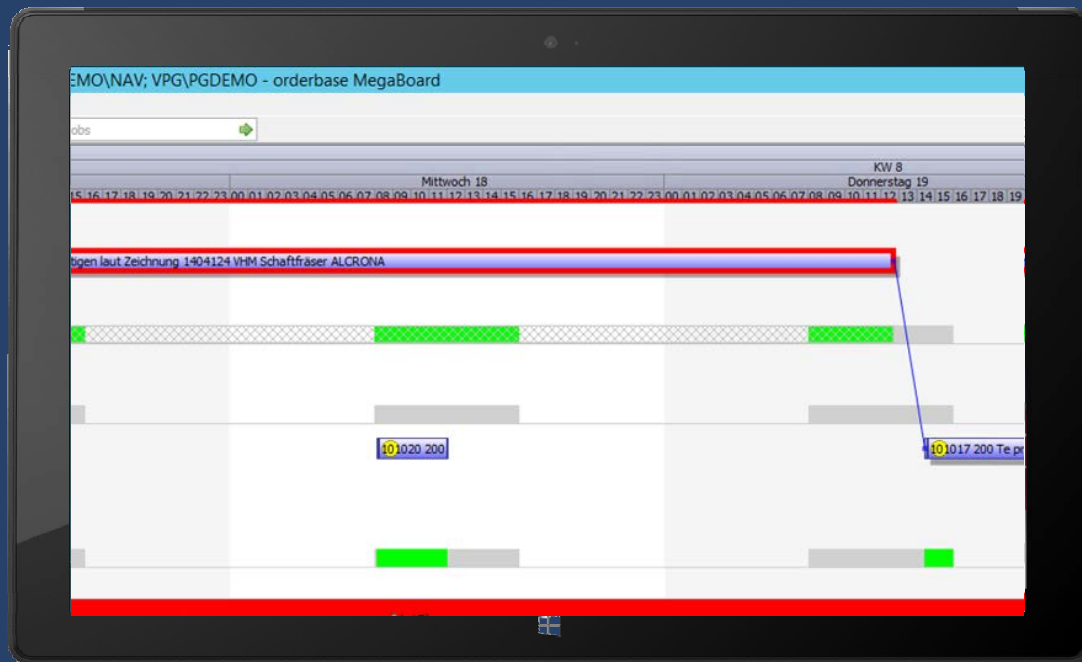 EMO\NAV; VPG\PGDEMO - orderbase MegaBoard
obs
KW 8
Mittwoch 18 Donnerstag 19
15 16 17 18 19 20 21 22 23 00 01 02 03 04 05 06 07 08 09 10 11 12 13 14 15 16 17 18 19 20 21 22 23 00 01 02 03 04 05 06 07 08 09 10 11 12 13 14 15 16 17 18 19
tigen laut Zeichnung 1404124 VHM Schaftfräser ALCRONA
101020 200 101017 200 Te pr